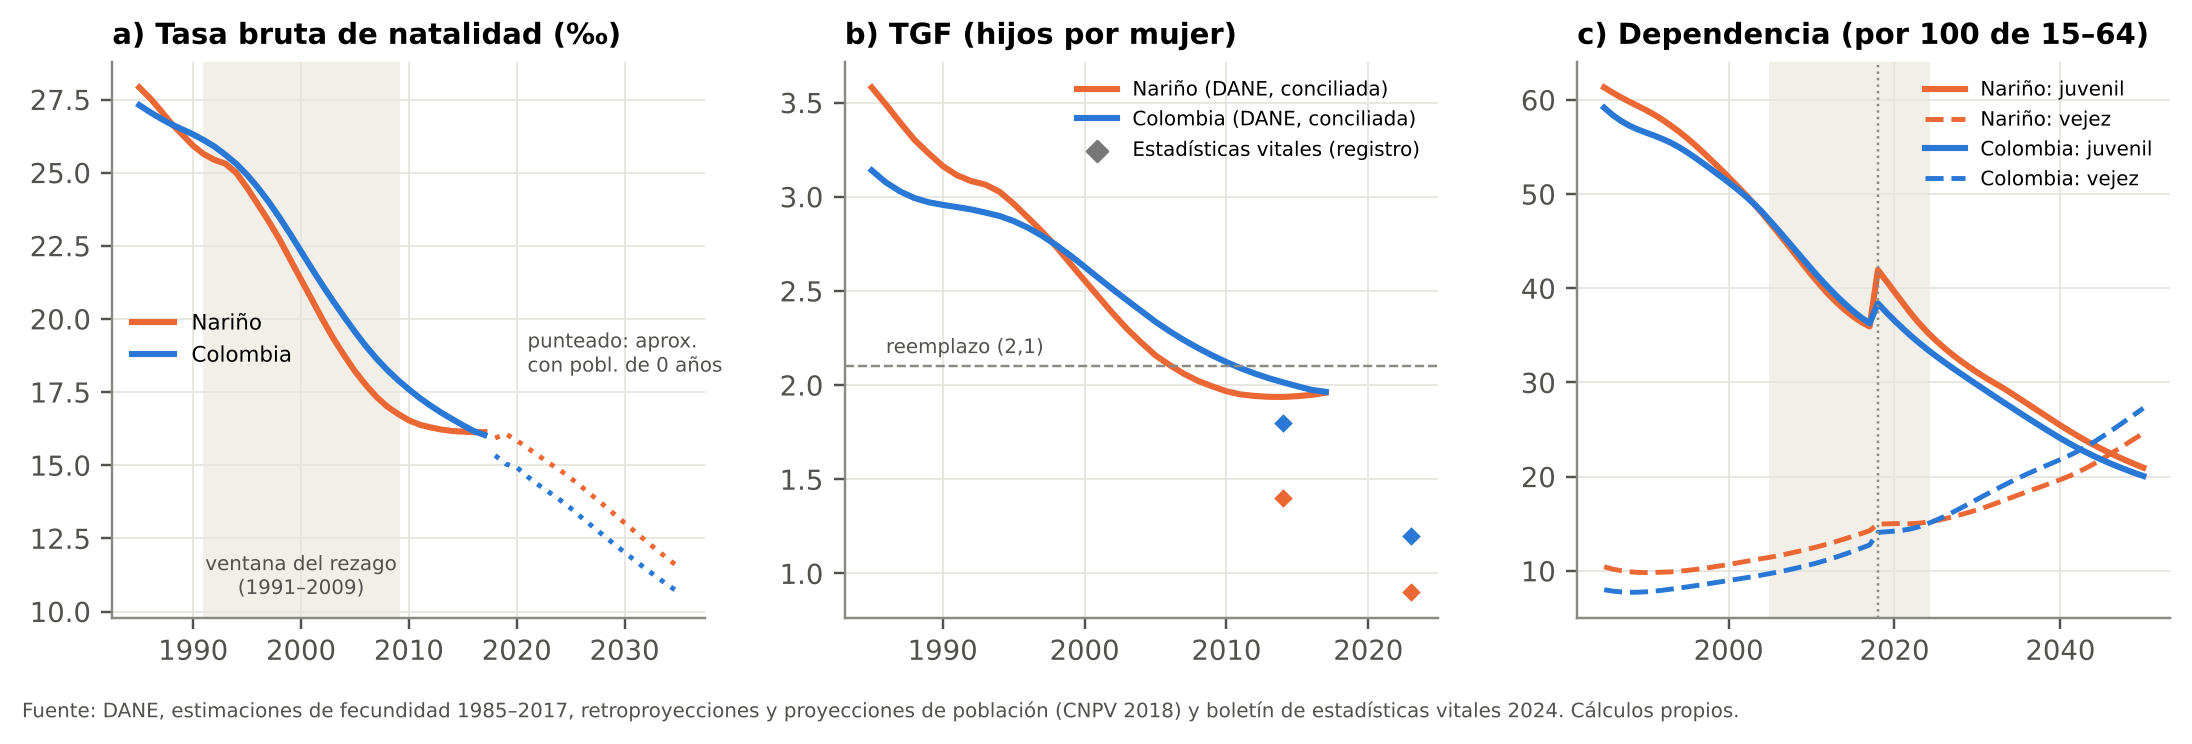 a) Tasa bruta de natalidad (‰)
27.5
25.0
22.5
20.0
17.5
15.0
12.5
10.0
Nariño
Colombia
punteado: aprox.
con pobl. de 0 años
ventana del rezago
(1991–2009)
1990 2000 2010 2020 2030
b) TGF (hijos por mujer)
3.5
3.0
2.5
2.0
1.5
1.0
Nariño (DANE, conciliada)
Colombia (DANE, conciliada)
Estadísticas vitales (registro)
reemplazo (2,1)
1990 2000 2010 2020
c) Dependencia (por 100 de 15–64)
60
50
40
30
20
10
Nariño: juvenil
Nariño: vejez
Colombia: juvenil
Colombia: vejez
2000 2020 2040
Fuente: DANE, estimaciones de fecundidad 1985–2017, retroproyecciones y proyecciones de población (CNPV 2018) y boletín de estadísticas vitales 2024. Cálculos propios.